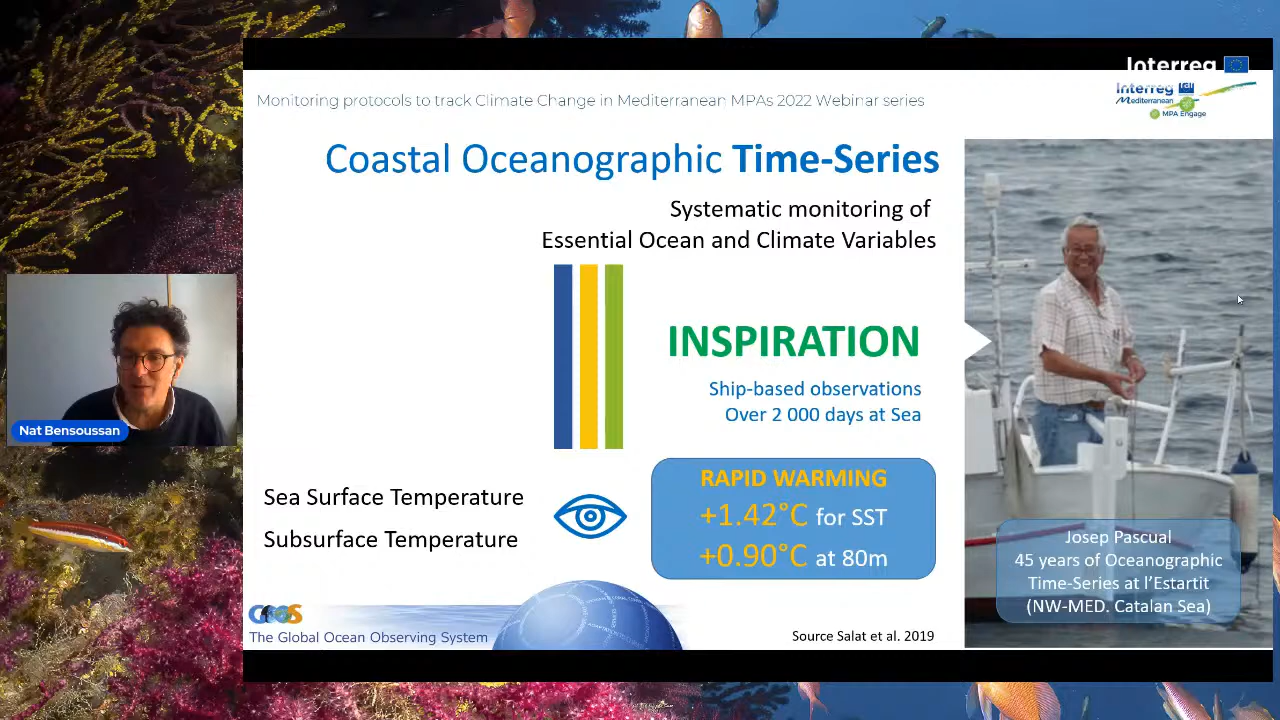 Interreg
Monitoring protocols to track Climate Change in Mediterranean MPAs 2022 Webinar series
Interreg
Mediterranean
MPA Engage
Coastal Oceanographic Time-Series
Systematic monitoring of
Essential Ocean and Climate Variables
INSPIRATION
Ship-based observations
Over 2 000 days at Sea
Nat Bensoussan
RAPID WARMING
+1.42°C for SST
+0.90°C at 80m
Sea Surface Temperature
Subsurface Temperature
Josep Pascual
45 years of Oceanographic
Time-Series at l'Estartit
(NW-MED. Catalan Sea)
GOOS
The Global Ocean Observing System
Source Salat et al. 2019